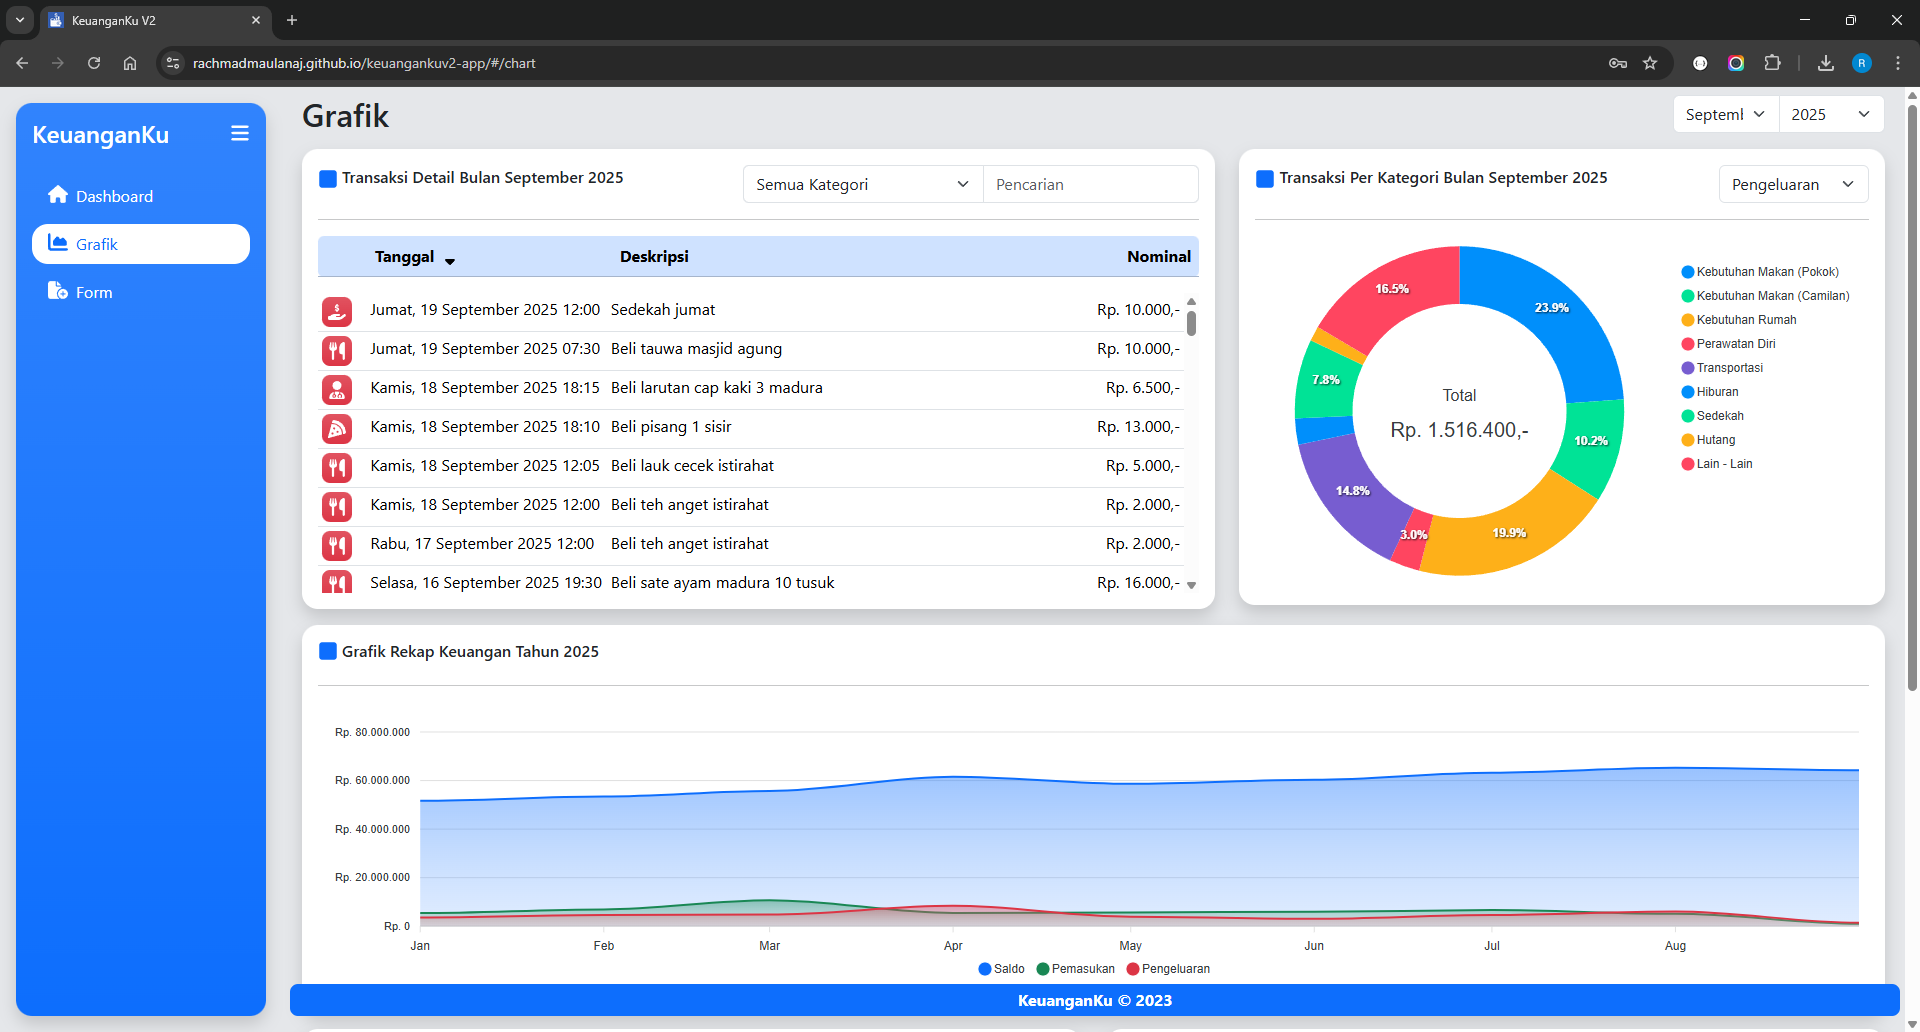 KeuanganKu V2
rachmadmaulanaj.github.io/keuangankuv2-app/#/chart
R
KeuanganKu
Dashboard
Grafik
Form
Grafik
Septemb
2025
Transaksi Detail Bulan September 2025
Semua Kategori
Pencarian
Tanggal Deskripsi Nominal
Jumat, 19 September 2025 12:00 Sedekah jumat Rp. 10.000,-
Jumat, 19 September 2025 07:30 Beli tauwa masjid agung Rp. 10.000,-
Kamis, 18 September 2025 18:15 Beli larutan cap kaki 3 madura Rp. 6.500,-
Kamis, 18 September 2025 18:10 Beli pisang 1 sisir Rp. 13.000,-
Kamis, 18 September 2025 12:05 Beli lauk cecek istirahat Rp. 5.000,-
Kamis, 18 September 2025 12:00 Beli teh anget istirahat Rp. 2.000,-
Rabu, 17 September 2025 12:00 Beli teh anget istirahat Rp. 2.000,-
Selasa, 16 September 2025 19:30 Beli sate ayam madura 10 tusuk Rp. 16.000,-
Transaksi Per Kategori Bulan September 2025
Pengeluaran
16.5%
23.9%
7.8%
10.2%
14.8%
3.0%
19.9%
Total
Rp. 1.516.400,-
Kebutuhan Makan (Pokok)
Kebutuhan Makan (Camilan)
Kebutuhan Rumah
Perawatan Diri
Transportasi
Hiburan
Sedekah
Hutang
Lain - Lain
Grafik Rekap Keuangan Tahun 2025
Rp. 80.000.000
Rp. 60.000.000
Rp. 40.000.000
Rp. 20.000.000
Rp. 0
Jan Feb Mar Apr May Jun Jul Aug
Saldo Pemasukan Pengeluaran
KeuanganKu © 2023